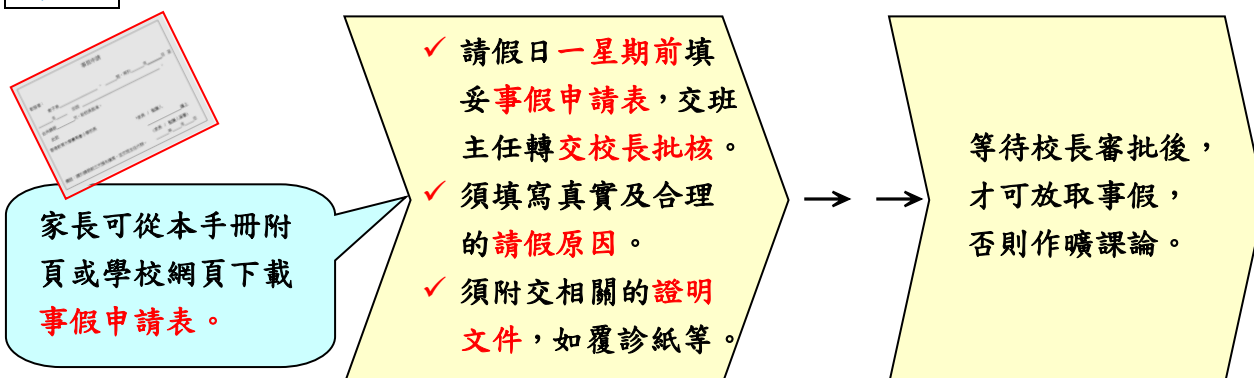 家長可從本手冊附
頁或學校網頁下載
事假申請表。
✓ 請假日一星期前填
妥事假申請表，交班
主任轉交校長批核。
✓ 須填寫真實及合理
的請假原因。
✓ 須附交相關的證明
文件，如覆診紙等。
等待校長審批後，
才可放取事假，
否則作曠課論。